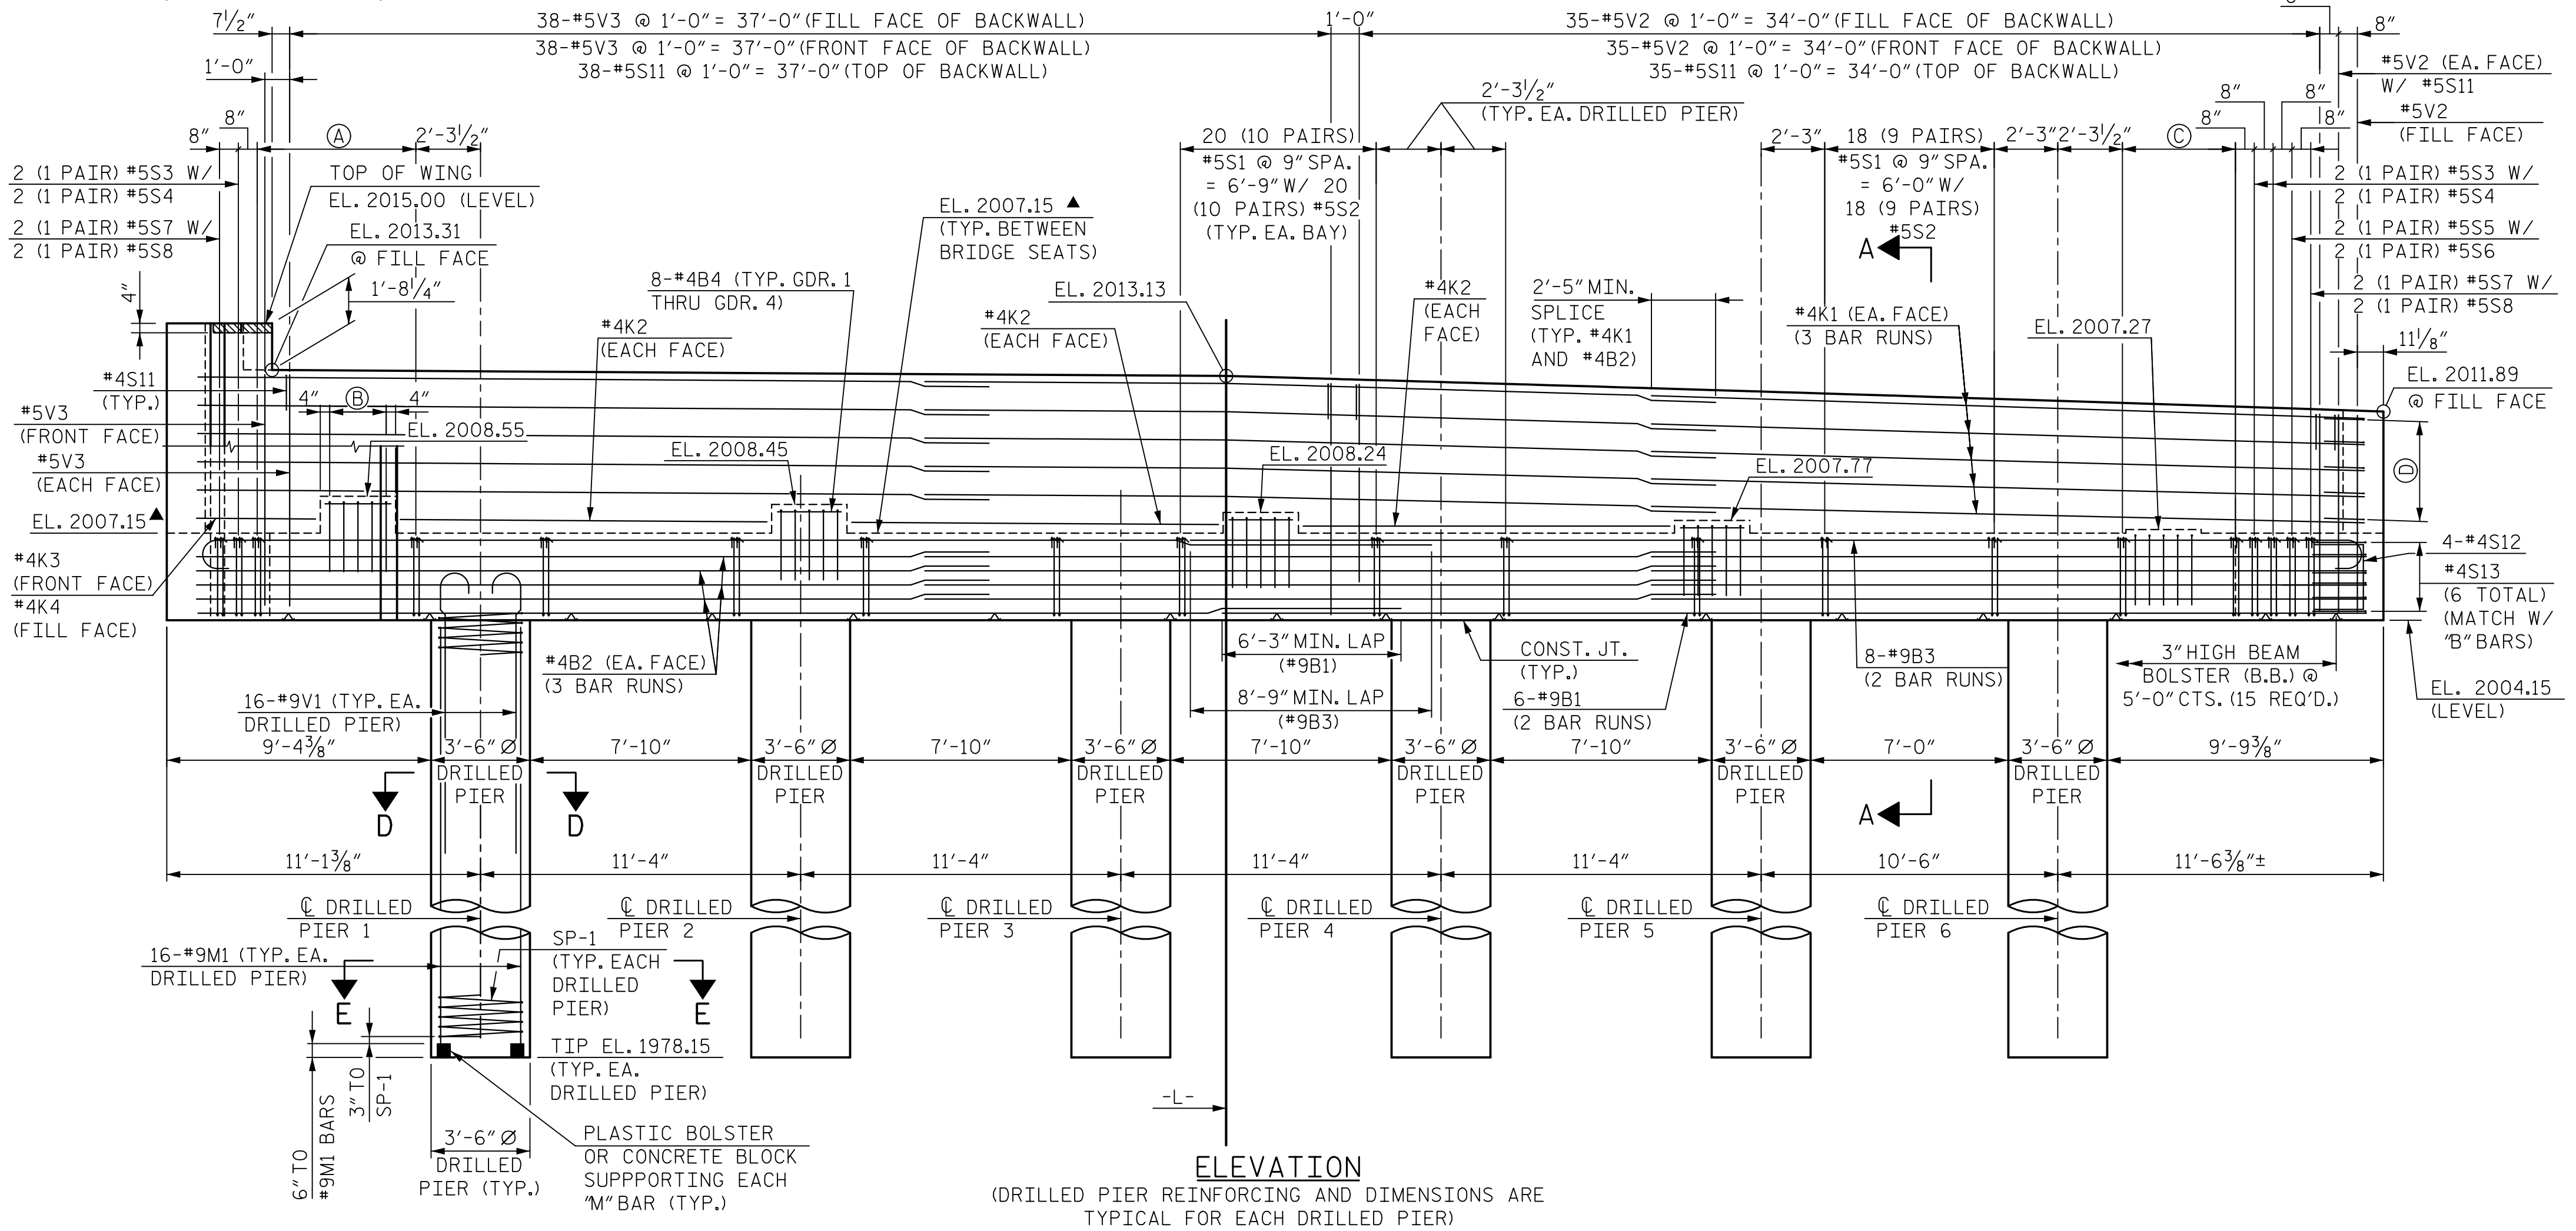 7½"
38-#5V3 @ 1'-0" = 37'-0" (FILL FACE OF BACKWALL)
38-#5V3 @ 1'-0" = 37'-0" (FRONT FACE OF BACKWALL)
38-#5S11 @ 1'-0" = 37'-0" (TOP OF BACKWALL)
1'-0"
35-#5V2 @ 1'-0" = 34'-0" (FILL FACE OF BACKWALL)
35-#5V2 @ 1'-0" = 34'-0" (FRONT FACE OF BACKWALL)
35-#5S11 @ 1'-0" = 34'-0" (TOP OF BACKWALL)
8"
#5V2 (EA. FACE)
W/ #5S11
#5V2
(FILL FACE)
1'-0"
8"
8"
A
2'-3½"
2 (1 PAIR) #5S3 W/
2 (1 PAIR) #5S4
2 (1 PAIR) #5S7 W/
2 (1 PAIR) #5S8
TOP OF WING
EL. 2015.00 (LEVEL)
EL. 2013.31
@ FILL FACE
1'-8¼"
4"
8-#4B4 (TYP. GDR. 1
THRU GDR. 4)
EL. 2007.15 ▲
(TYP. BETWEEN
BRIDGE SEATS)
EL. 2013.13
20 (10 PAIRS)
#5S1 @ 9" SPA.
= 6'-9" W/ 20
(10 PAIRS) #5S2
(TYP. EA. BAY)
2'-3½"
(TYP. EA. DRILLED PIER)
2'-3"
18 (9 PAIRS)
#5S1 @ 9" SPA.
= 6'-0" W/
18 (9 PAIRS)
#5S2
2'-3"
2'-3½"
C
8"
8"
8"
8"
2 (1 PAIR) #5S3 W/
2 (1 PAIR) #5S4
2 (1 PAIR) #5S5 W/
2 (1 PAIR) #5S6
2 (1 PAIR) #5S7 W/
2 (1 PAIR) #5S8
A
11⅛"
EL. 2011.89
@ FILL FACE
#4K2
(EACH FACE)
#4K2
(EACH FACE)
#4K2
(EACH
FACE)
2'-5" MIN.
SPLICE
(TYP. #4K1
AND #4B2)
#4K1 (EA. FACE)
(3 BAR RUNS)
EL. 2007.27
#4S11
(TYP.)
4"
B
4"
#5V3
(FRONT FACE)
#5V3
(EACH FACE)
EL. 2007.15 ▲
EL. 2008.55
EL. 2008.45
EL. 2008.24
EL. 2007.77
D
#4K3
(FRONT FACE)
#4K4
(FILL FACE)
4-#4S12
#4S13
(6 TOTAL)
(MATCH W/
"B" BARS)
#4B2 (EA. FACE)
(3 BAR RUNS)
6'-3" MIN. LAP
(#9B1)
8'-9" MIN. LAP
(#9B3)
CONST. JT.
(TYP.)
6-#9B1
(2 BAR RUNS)
8-#9B3
(2 BAR RUNS)
3" HIGH BEAM
BOLSTER (B.B.) @
5'-0" CTS. (15 REQ'D.)
EL. 2004.15
(LEVEL)
16-#9V1 (TYP. EA.
DRILLED PIER)
9'-4⅜"
3'-6" Ø
DRILLED
PIER
7'-10"
3'-6" Ø
DRILLED
PIER
7'-10"
3'-6" Ø
DRILLED
PIER
7'-10"
3'-6" Ø
DRILLED
PIER
7'-10"
3'-6" Ø
DRILLED
PIER
7'-0"
3'-6" Ø
DRILLED
PIER
9'-9⅜"
D
D
A
11'-1⅜"
11'-4"
11'-4"
11'-4"
11'-4"
10'-6"
11'-6⅜"±
℄ DRILLED
PIER 1
℄ DRILLED
PIER 2
℄ DRILLED
PIER 3
℄ DRILLED
PIER 4
℄ DRILLED
PIER 5
℄ DRILLED
PIER 6
16-#9M1 (TYP. EA.
DRILLED PIER)
SP-1
(TYP. EACH
DRILLED
PIER)
E
E
TIP EL. 1978.15
(TYP. EA.
DRILLED PIER)
6" TO
#9M1 BARS
3" TO
SP-1
3'-6" Ø
DRILLED
PIER (TYP.)
PLASTIC BOLSTER
OR CONCRETE BLOCK
SUPPPORTING EACH
"M" BAR (TYP.)
-L-
ELEVATION
(DRILLED PIER REINFORCING AND DIMENSIONS ARE
TYPICAL FOR EACH DRILLED PIER)